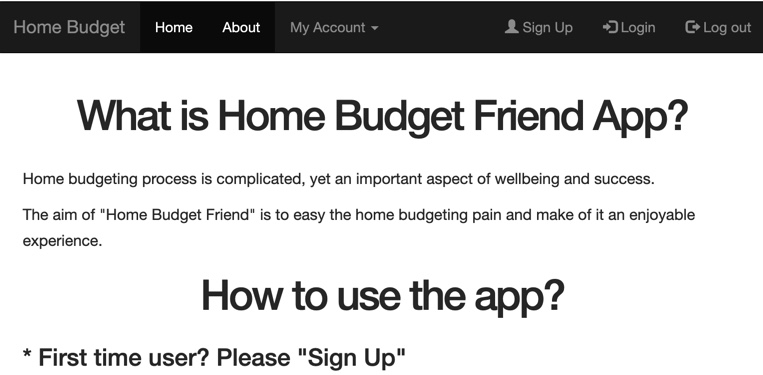 Home Budget Home About My Account Sign Up Login Log out
What is Home Budget Friend App?
Home budgeting process is complicated, yet an important aspect of wellbeing and success.
The aim of "Home Budget Friend" is to easy the home budgeting pain and make of it an enjoyable
experience.
How to use the app?
* First time user? Please "Sign Up"